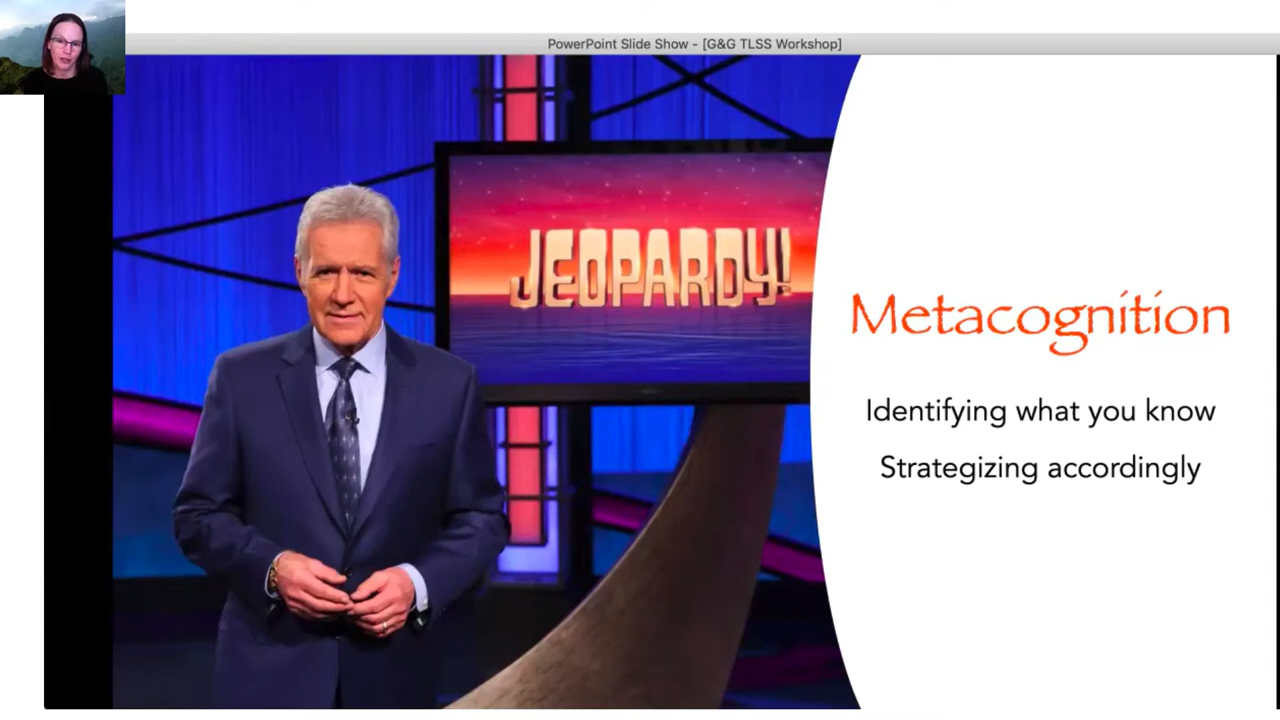 PowerPoint Slide Show - [G&G TLSS Workshop]
JEOPARDY!
Metacognition
Identifying what you know
Strategizing accordingly